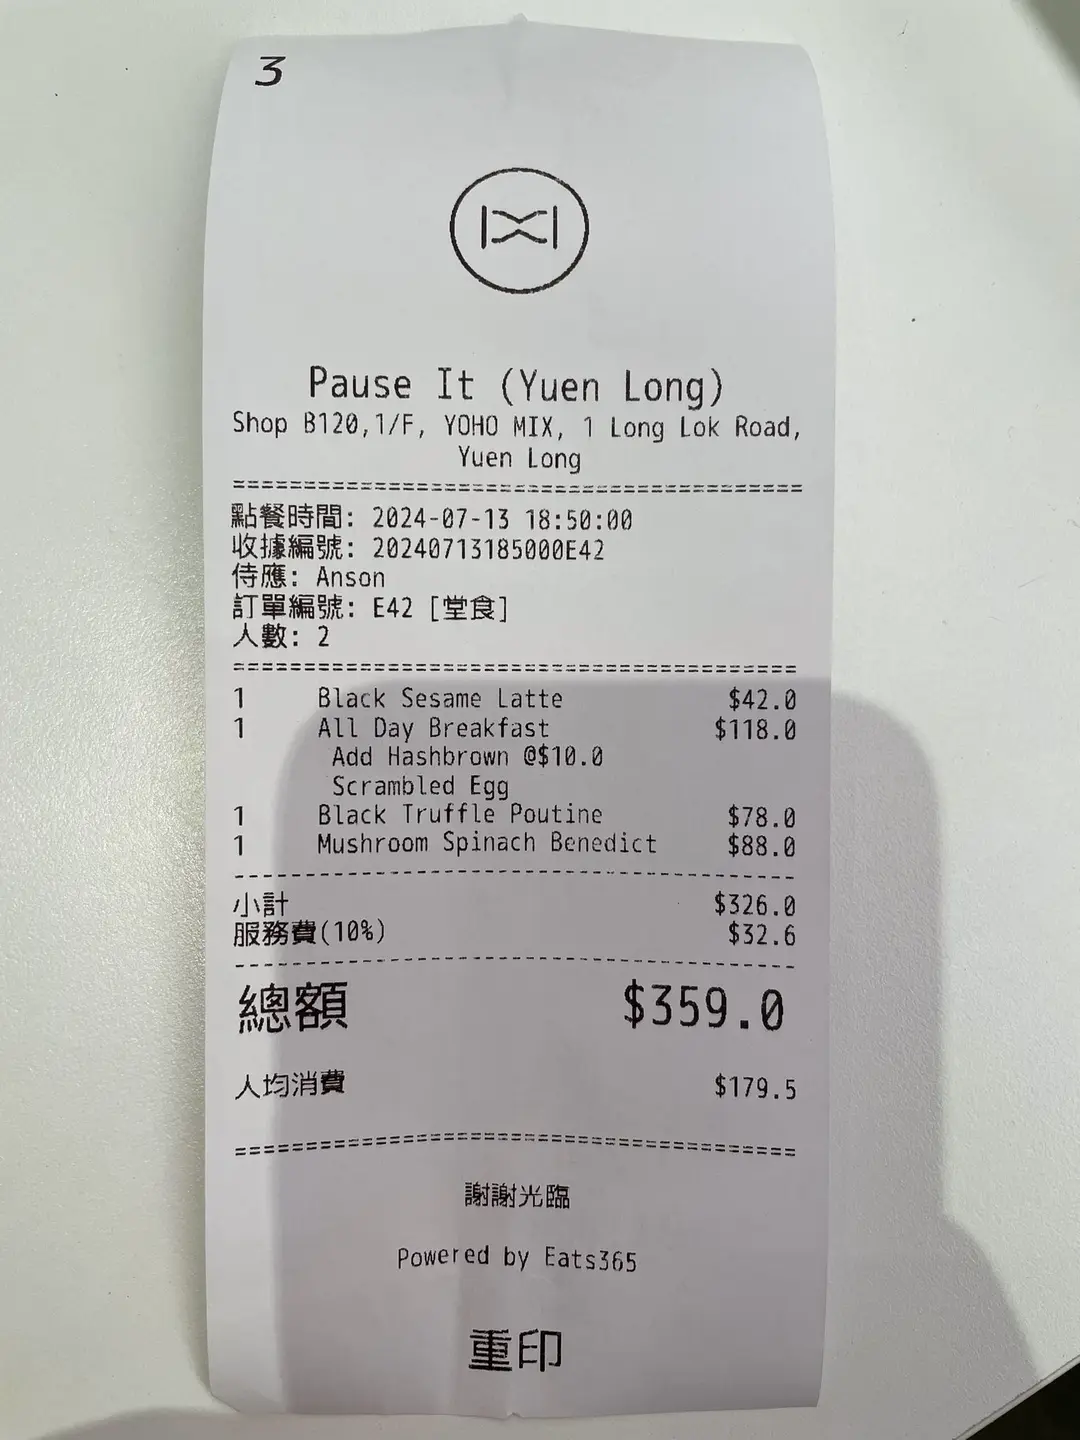 3
Pause It (Yuen Long)
Shop B120,1/F, YOHO MIX, 1 Long Lok Road,
Yuen Long
========================================
點餐時間: 2024-07-13 18:50:00
收據編號: 20240713185000E42
侍應: Anson
訂單編號: E42 [堂食]
人數: 2
========================================
1 Black Sesame Latte $42.0
1 All Day Breakfast $118.0
Add Hashbrown @$10.0
Scrambled Egg
1 Black Truffle Poutine $78.0
1 Mushroom Spinach Benedict $88.0
----------------------------------------
小計 $326.0
服務費(10%) $32.6
----------------------------------------
總額 $359.0
人均消費 $179.5
========================================
謝謝光臨
Powered by Eats365
重印